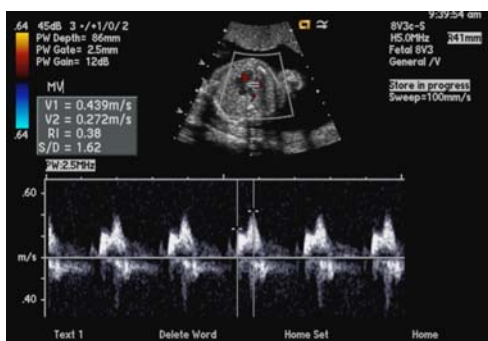 9:39:54 am
.64 45dB 3 +/+1/0/2
PW Depth= 86mm
PW Gate= 2.5mm
PW Gain= 12dB
8V3c-S
H5.0MHz R41mm
Fetal 8V3
General /V
Store in progress
Sweep=100mm/s
MV
V1 = 0.439m/s
V2 = 0.272m/s
RI = 0.38
S/D = 1.62
.64
PW:2.5MHz
.60
m/s
.40
Text 1 Delete Word Home Set Home